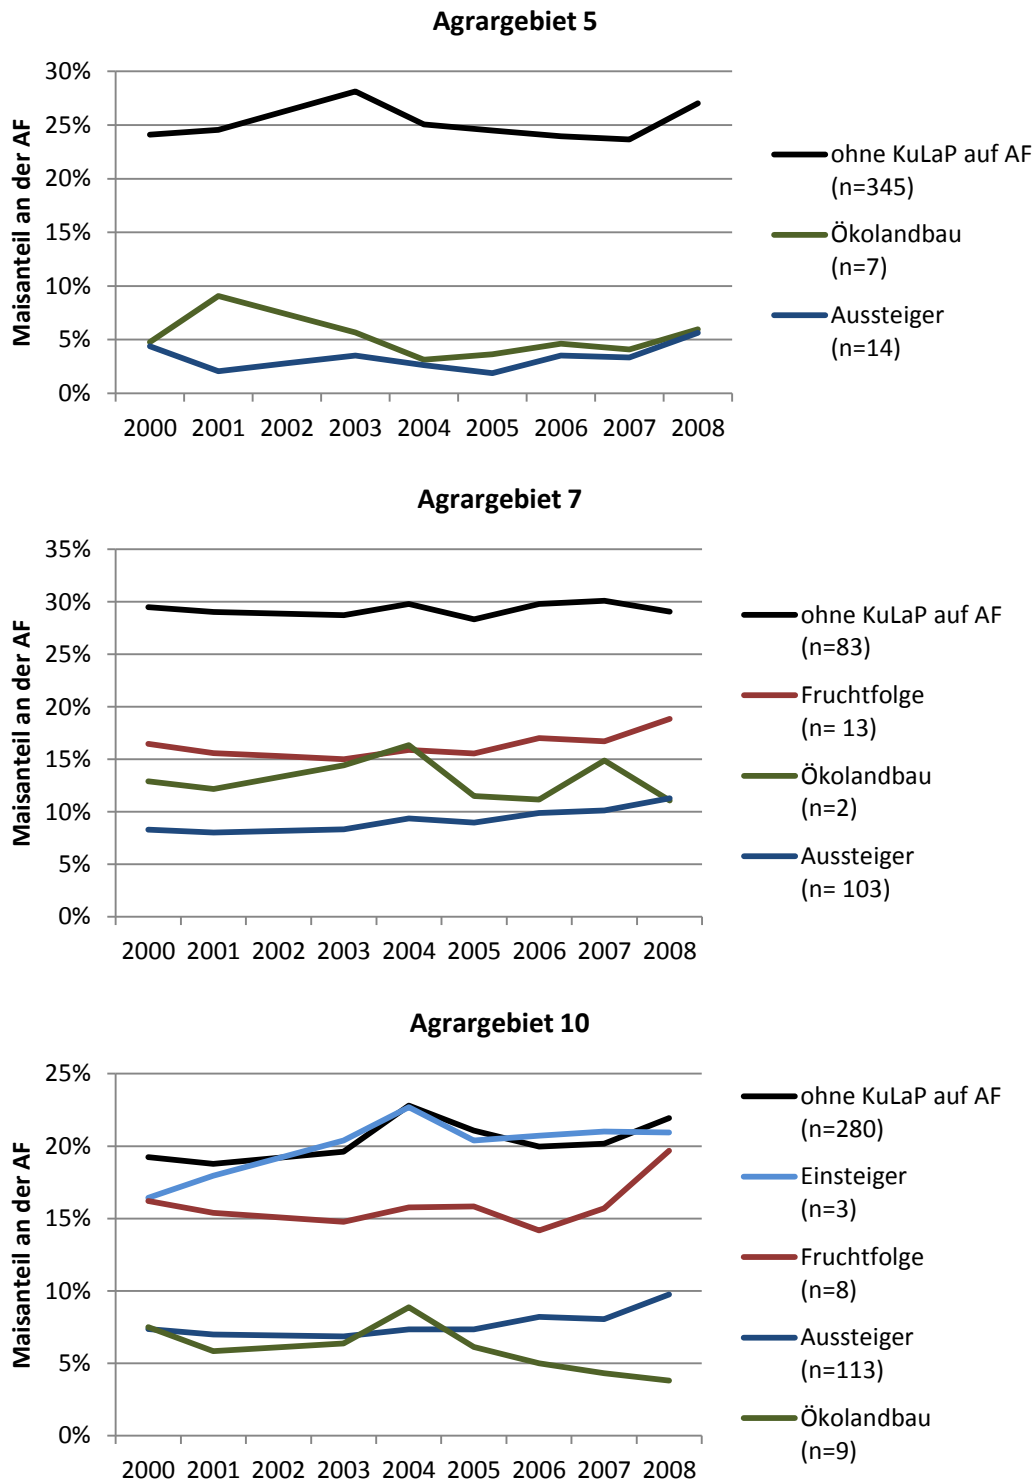 Agrargebiet 5
Maisanteil an der AF
30%
25%
20%
15%
10%
5%
0%
2000 2001 2002 2003 2004 2005 2006 2007 2008
ohne KuLaP auf AF
(n=345)
Ökolandbau
(n=7)
Aussteiger
(n=14)
Agrargebiet 7
Maisanteil an der AF
35%
30%
25%
20%
15%
10%
5%
0%
2000 2001 2002 2003 2004 2005 2006 2007 2008
ohne KuLaP auf AF
(n=83)
Fruchtfolge
(n= 13)
Ökolandbau
(n=2)
Aussteiger
(n= 103)
Agrargebiet 10
Maisanteil an der AF
25%
20%
15%
10%
5%
0%
2000 2001 2002 2003 2004 2005 2006 2007 2008
ohne KuLaP auf AF
(n=280)
Einsteiger
(n=3)
Fruchtfolge
(n=8)
Aussteiger
(n=113)
Ökolandbau
(n=9)